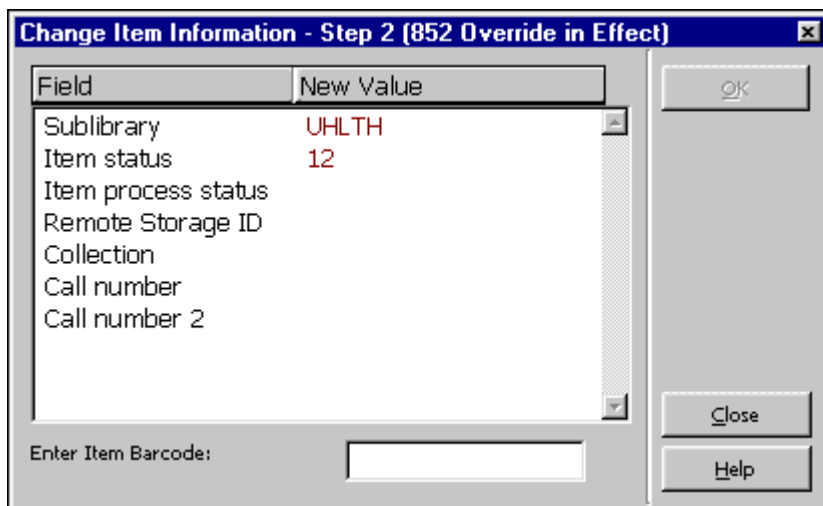 Change Item Information - Step 2 (852 Override in Effect)
Field New Value
OK
Sublibrary UHLTH
Item status 12
Item process status
Remote Storage ID
Collection
Call number
Call number 2
Close
Enter Item Barcode:
Help